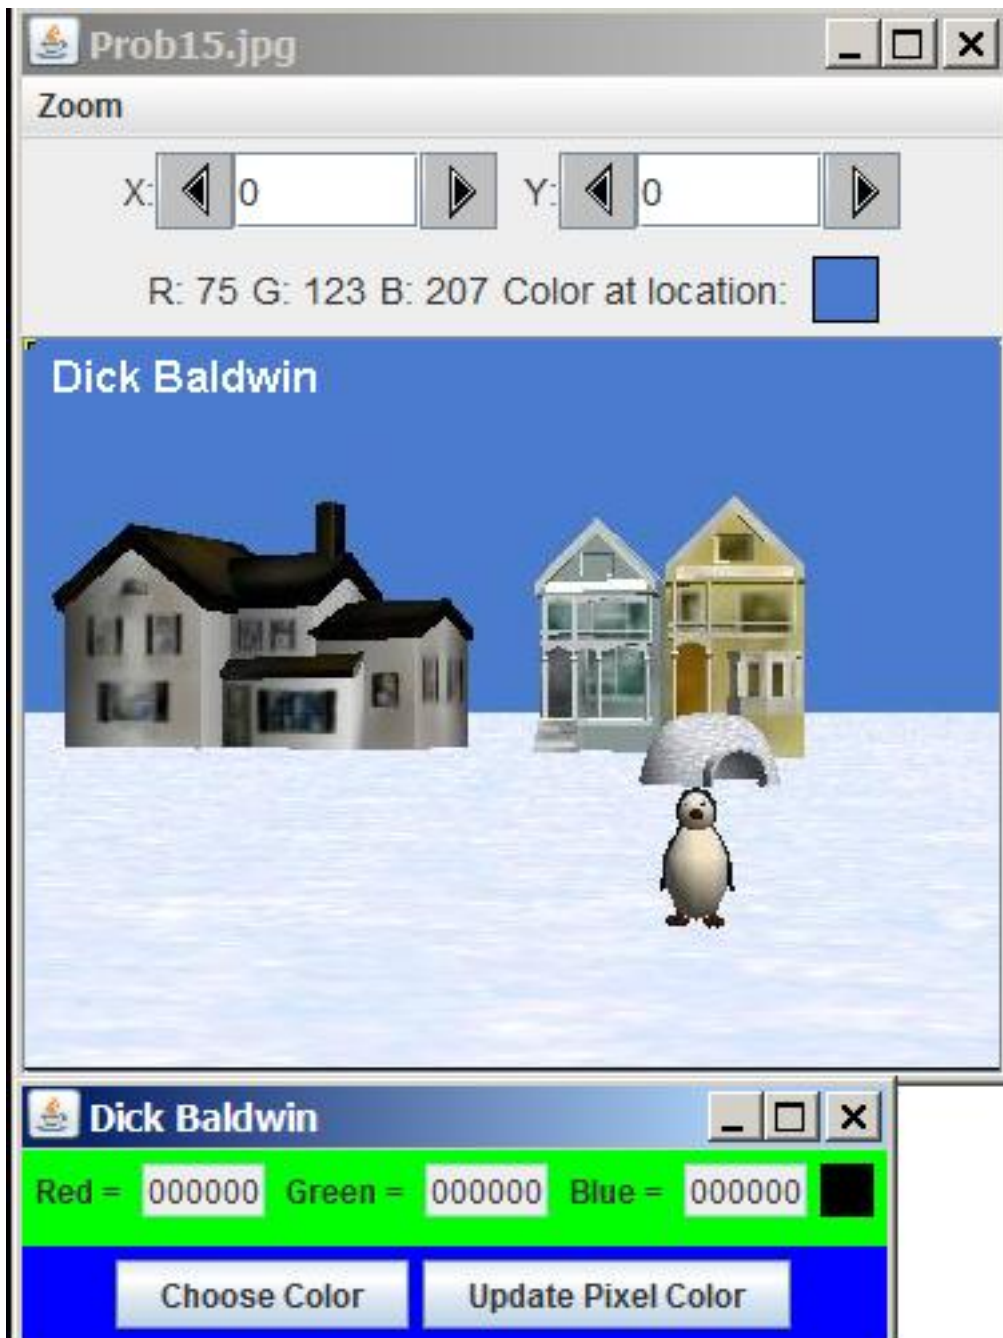 Prob15.jpg
Zoom
X: 0 Y: 0
R: 75 G: 123 B: 207 Color at location:
Dick Baldwin
Dick Baldwin
Red = 000000 Green = 000000 Blue = 000000
Choose Color Update Pixel Color